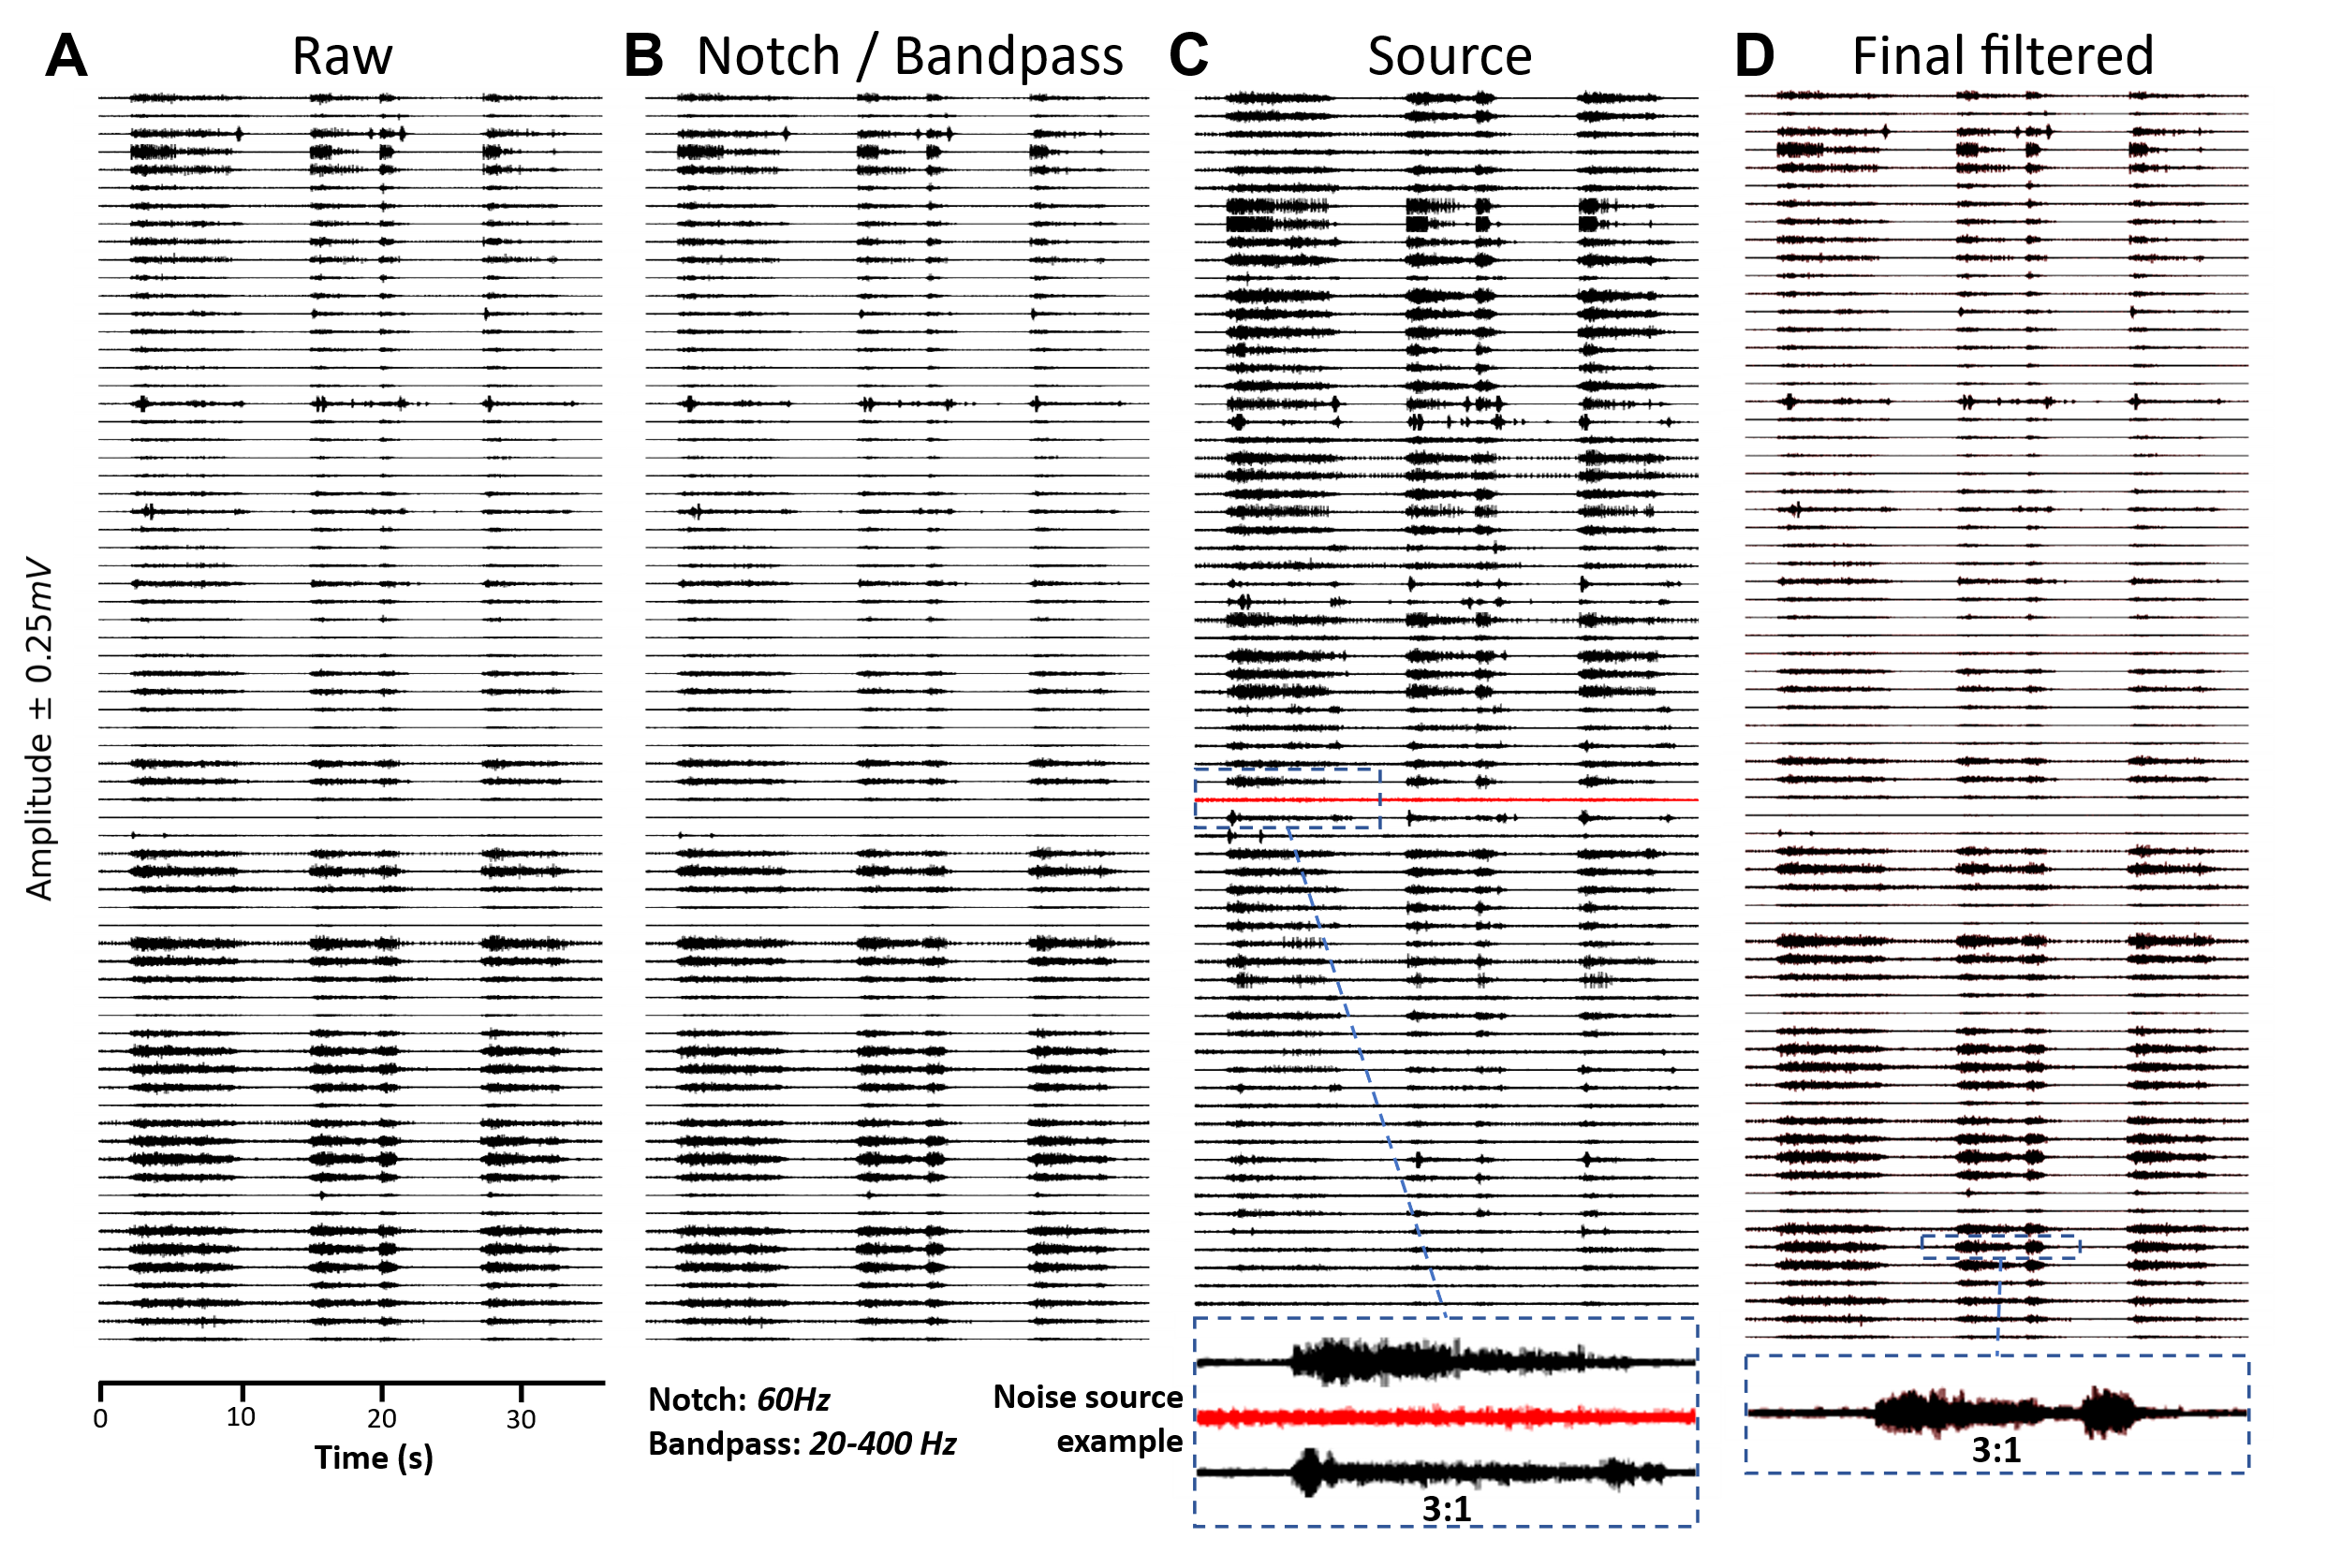 A Raw
B Notch / Bandpass
C Source
D Final filtered
Amplitude ± 0.25mV
0 10 20 30
Time (s)
Notch: 60Hz
Bandpass: 20-400 Hz
Noise source
example
3:1
3:1